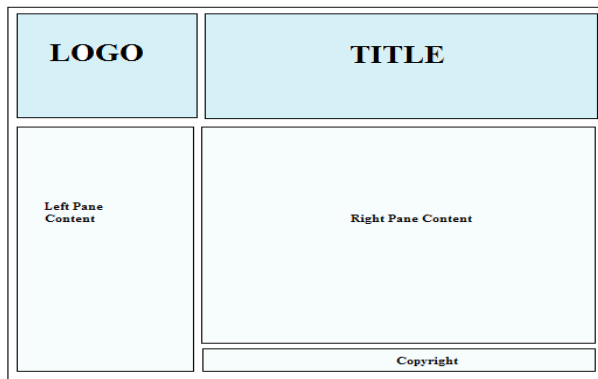 LOGO
TITLE
Left Pane
Content
Right Pane Content
Copyright